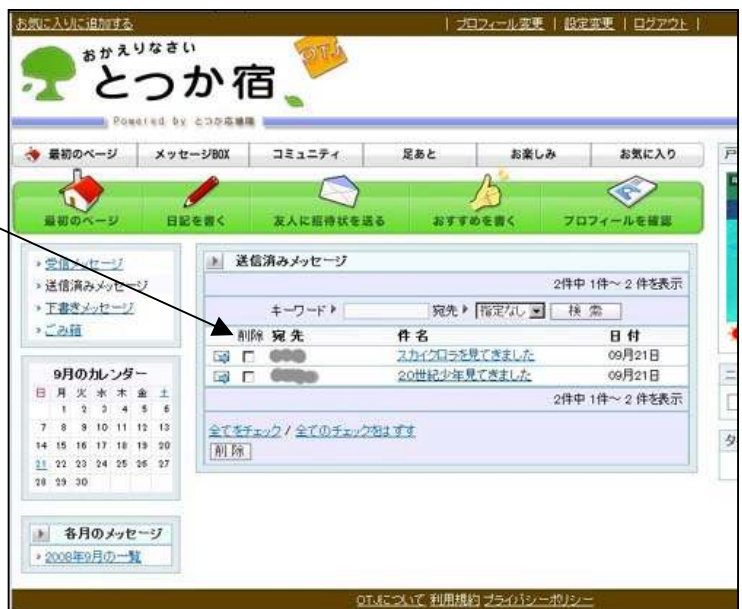 お気に入りに追加する | プロフィール変更 | 設定変更 | ログアウト |
おかえりなさい
とつか宿
OTJ
Powered by とつか応援隊
最初のページ メッセージBOX コミュニティ 足あと お楽しみ お気に入り
最初のページ 日記を書く 友人に招待状を送る おすすめを書く プロフィールを確認
受信メッセージ
送信済みメッセージ
下書きメッセージ
ごみ箱
9月のカレンダー
日 月 火 水 木 金 土
1 2 3 4 5 6
7 8 9 10 11 12 13
14 15 16 17 18 19 20
21 22 23 24 25 26 27
28 29 30
各月のメッセージ
2008年9月の一覧
送信済みメッセージ
2件中 1件~ 2 件を表示
キーワード 宛先 指定なし 検 索
削除 宛 先 件 名 日 付
スカイクロラを見てきました 09月21日
20世紀少年見てきました 09月21日
2件中 1件~ 2 件を表示
全てをチェック / 全てのチェックをはずす
削 除
OTJについて 利用規約 プライバシーポリシー